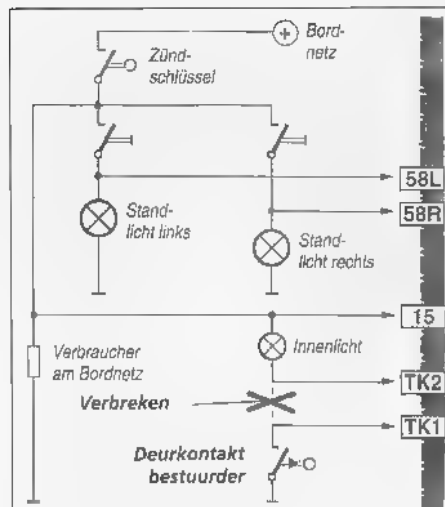 Bord-
netz
Zünd-
schlüssel
58L
Stand-
licht links
58R
Stand-
licht rechts
15
Innenlicht
Verbraucher
am Bordnetz
TK2
Verbreken
TK1
Deurkontakt
bestuurder